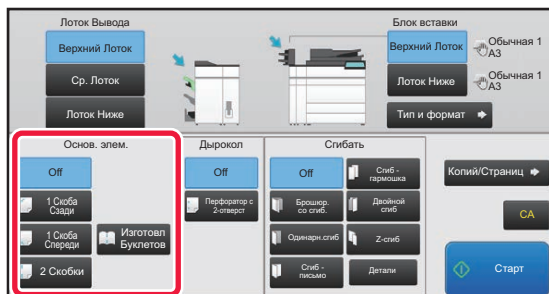 Лоток Вывода
Блок вставки
Верхний Лоток
Ср. Лоток
Лоток Ниже
Верхний Лоток
Обычная 1
A3
Лоток Ниже
Обычная 1
A3
Тип и формат
Основ. элем.
Off
1 Скоба
Сзади
1 Скоба
Спереди
2 Скобки
Изготовл
Буклетов
Дырокол
Off
Перфоратор с
2-отверст
Сгибать
Off
Сгиб -
гармошка
Брошюр.
со сгиб.
Двойной
сгиб
Одинарн.сгиб
Z-сгиб
Сгиб -
письмо
Детали
Копий/Страниц
CA
Старт